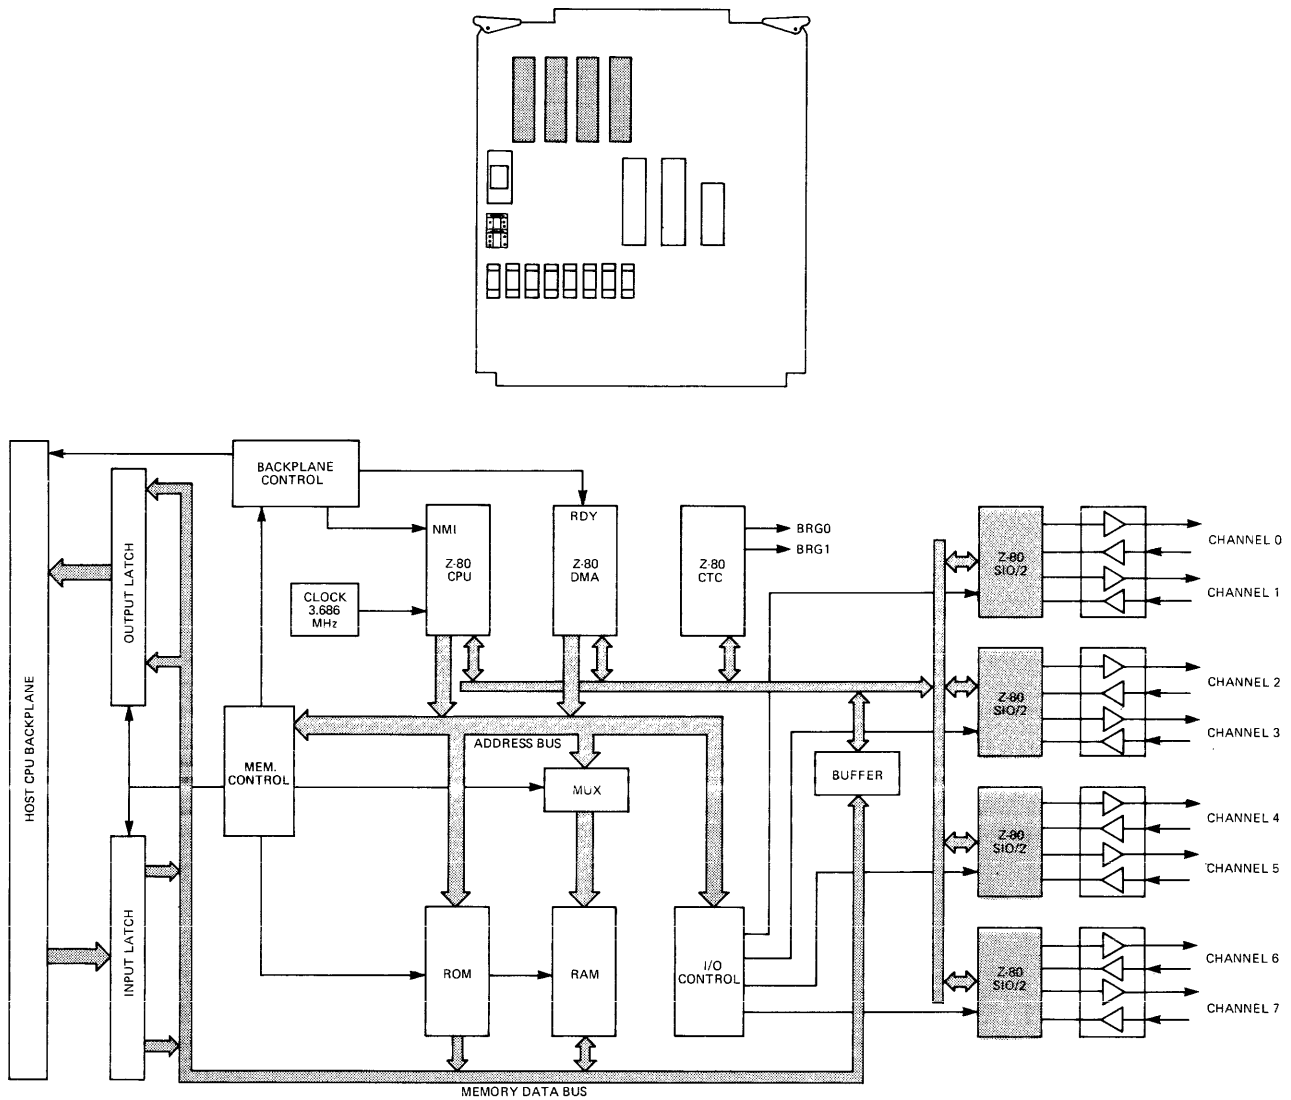 BACKPLANE
CONTROL
NMI
Z-80
CPU
RDY
Z-80
DMA
Z-80
CTC
BRG0
BRG1
CLOCK
3.686
MHz
HOST CPU BACKPLANE
OUTPUT LATCH
INPUT LATCH
MEM.
CONTROL
ADDRESS BUS
MUX
BUFFER
ROM
RAM
I/O
CONTROL
MEMORY DATA BUS
Z-80
SIO/2
CHANNEL 0
CHANNEL 1
Z-80
SIO/2
CHANNEL 2
CHANNEL 3
Z-80
SIO/2
CHANNEL 4
CHANNEL 5
Z-80
SIO/2
CHANNEL 6
CHANNEL 7